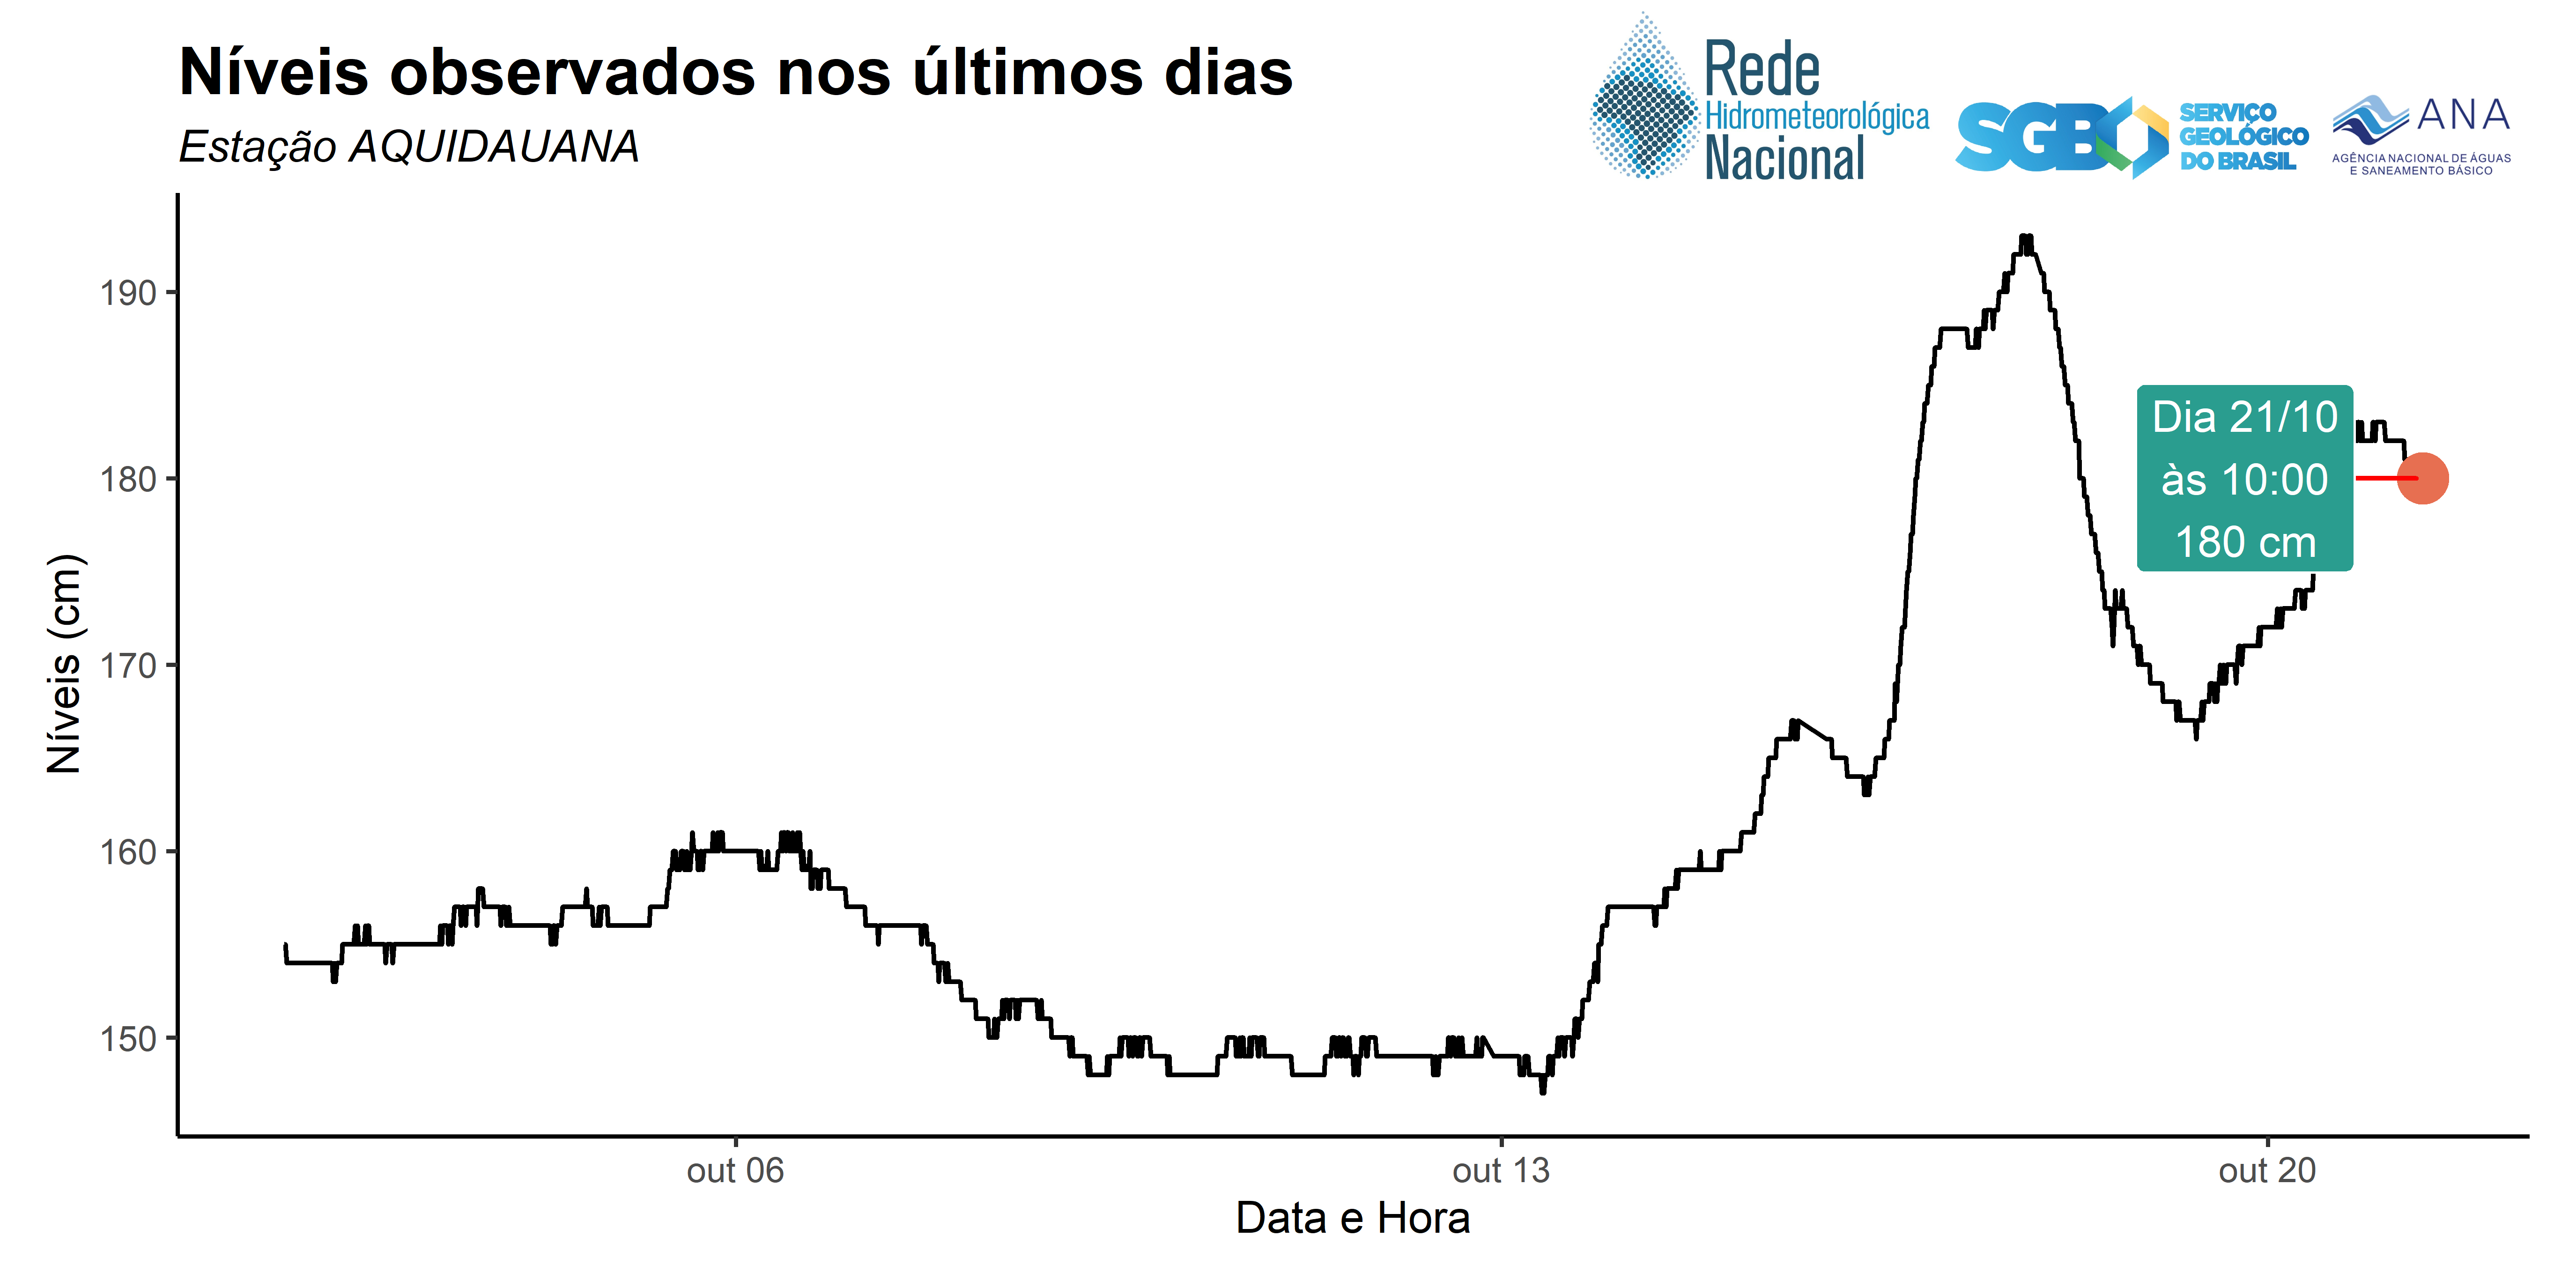 Níveis observados nos últimos dias
Estação AQUIDAUANA
Rede
Hidrometeorológica
Nacional
SGB
SERVIÇO
GEOLÓGICO
DO BRASIL
ANA
AGÊNCIA NACIONAL DE ÁGUAS
E SANEAMENTO BÁSICO
190
180
170
160
150
Níveis (cm)
Dia 21/10
às 10:00
180 cm
out 06
out 13
out 20
Data e Hora